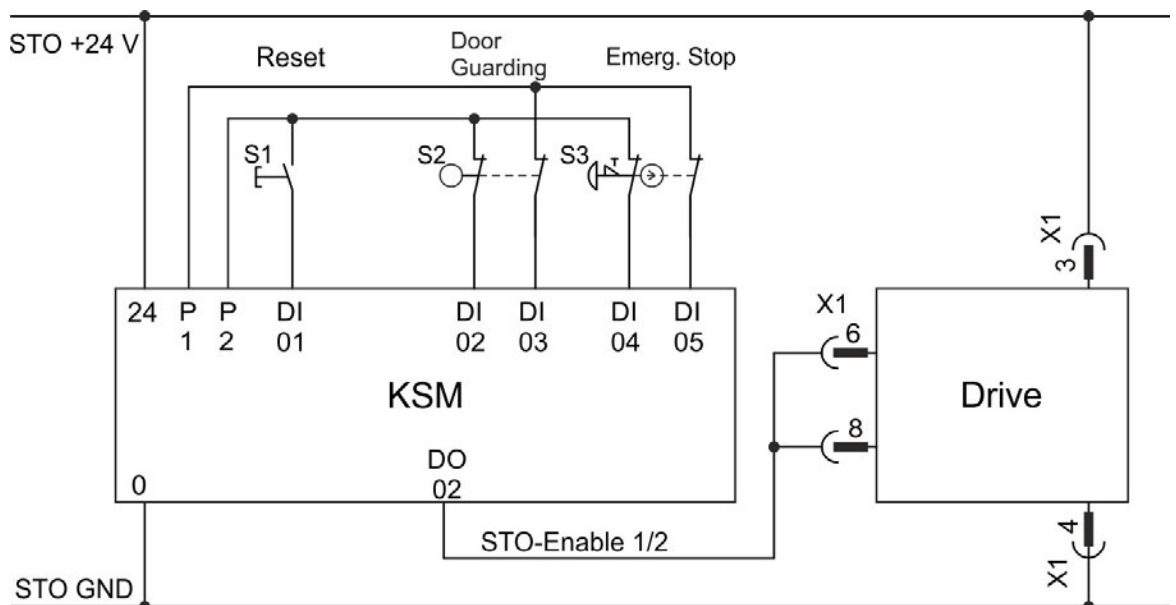 STO +24 V
Reset
Door
Guarding
Emerg. Stop
S1
S2
S3
X1
3
24 P P DI DI DI DI DI
1 2 01 02 03 04 05
X1
6
KSM
Drive
8
DO
02
0
4
STO-Enable 1/2
X1
STO GND